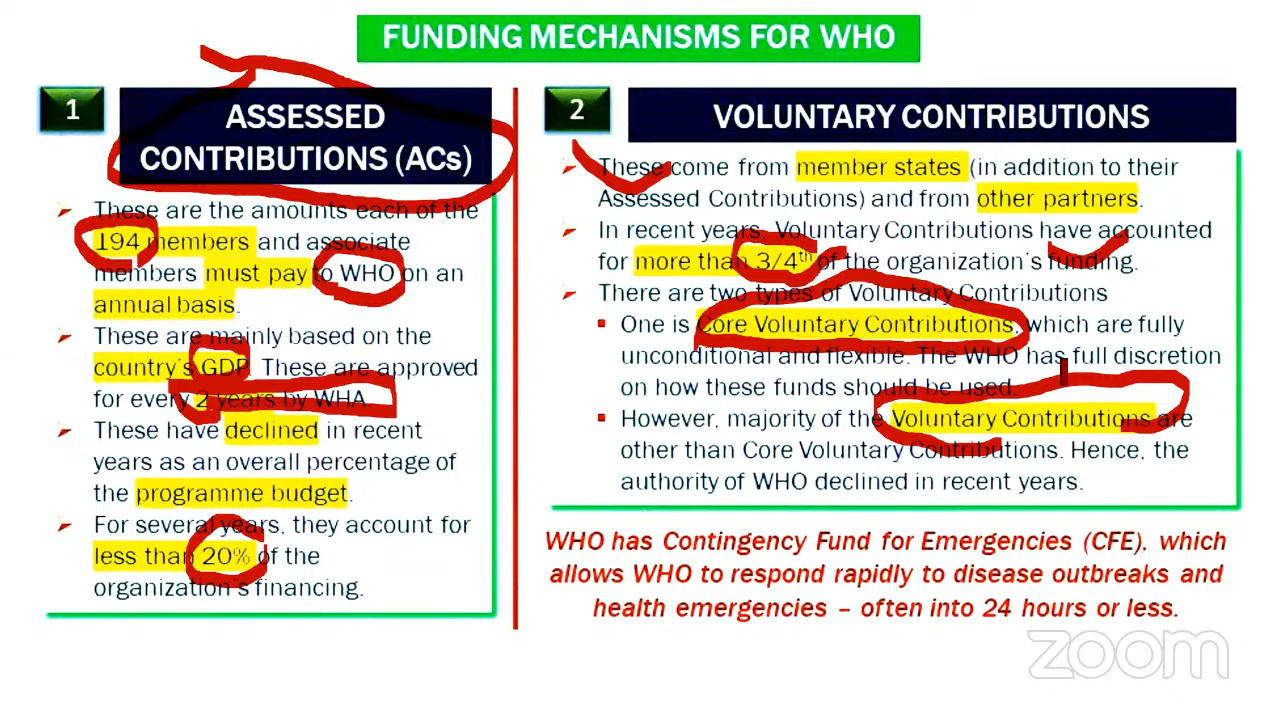 FUNDING MECHANISMS FOR WHO
1
ASSESSED
CONTRIBUTIONS (ACs)
These are the amounts each of the
194 members and associate
members must pay to WHO on an
annual basis.
These are mainly based on the
country's GDP. These are approved
for every 2 years by WHA.
These have declined in recent
years as an overall percentage of
the programme budget.
For several years, they account for
less than 20% of the
organization's financing.
2
VOLUNTARY CONTRIBUTIONS
These come from member states (in addition to their
Assessed Contributions) and from other partners.
In recent years, Voluntary Contributions have accounted
for more than 3/4th of the organization's funding.
There are two types of Voluntary Contributions
One is Core Voluntary Contributions, which are fully
unconditional and flexible. The WHO has full discretion
on how these funds should be used.
However, majority of the Voluntary Contributions are
other than Core Voluntary Contributions. Hence, the
authority of WHO declined in recent years.
WHO has Contingency Fund for Emergencies (CFE), which
allows WHO to respond rapidly to disease outbreaks and
health emergencies – often into 24 hours or less.
zoom